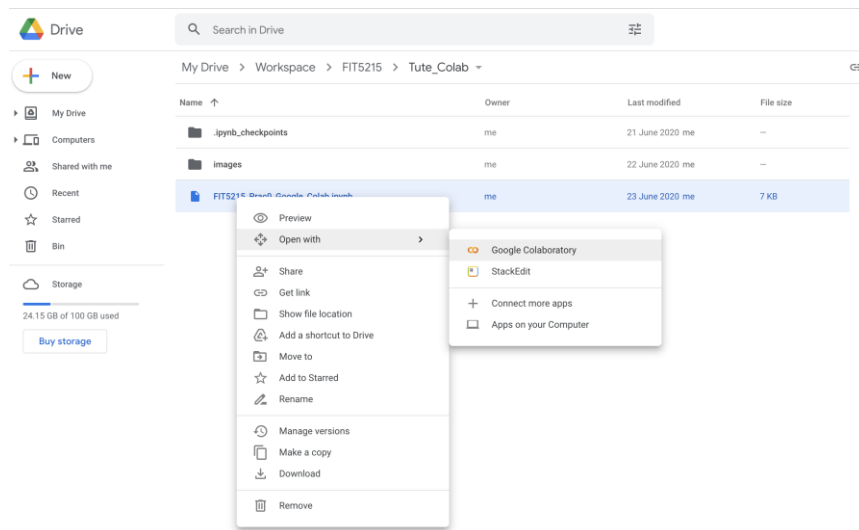 Drive
Search in Drive
New
My Drive > Workspace > FIT5215 > Tute_Colab
Name Owner Last modified File size
My Drive
Computers
Shared with me
Recent
Starred
Bin
Storage
24.15 GB of 100 GB used
Buy storage
.ipynb_checkpoints me 21 June 2020 me –
images me 22 June 2020 me –
FIT5215_Prac0_Google_Colab.ipynb me 23 June 2020 me 7 KB
Preview
Open with
Share
Get link
Show file location
Add a shortcut to Drive
Move to
Add to Starred
Rename
Manage versions
Make a copy
Download
Remove
Google Colaboratory
StackEdit
Connect more apps
Apps on your Computer